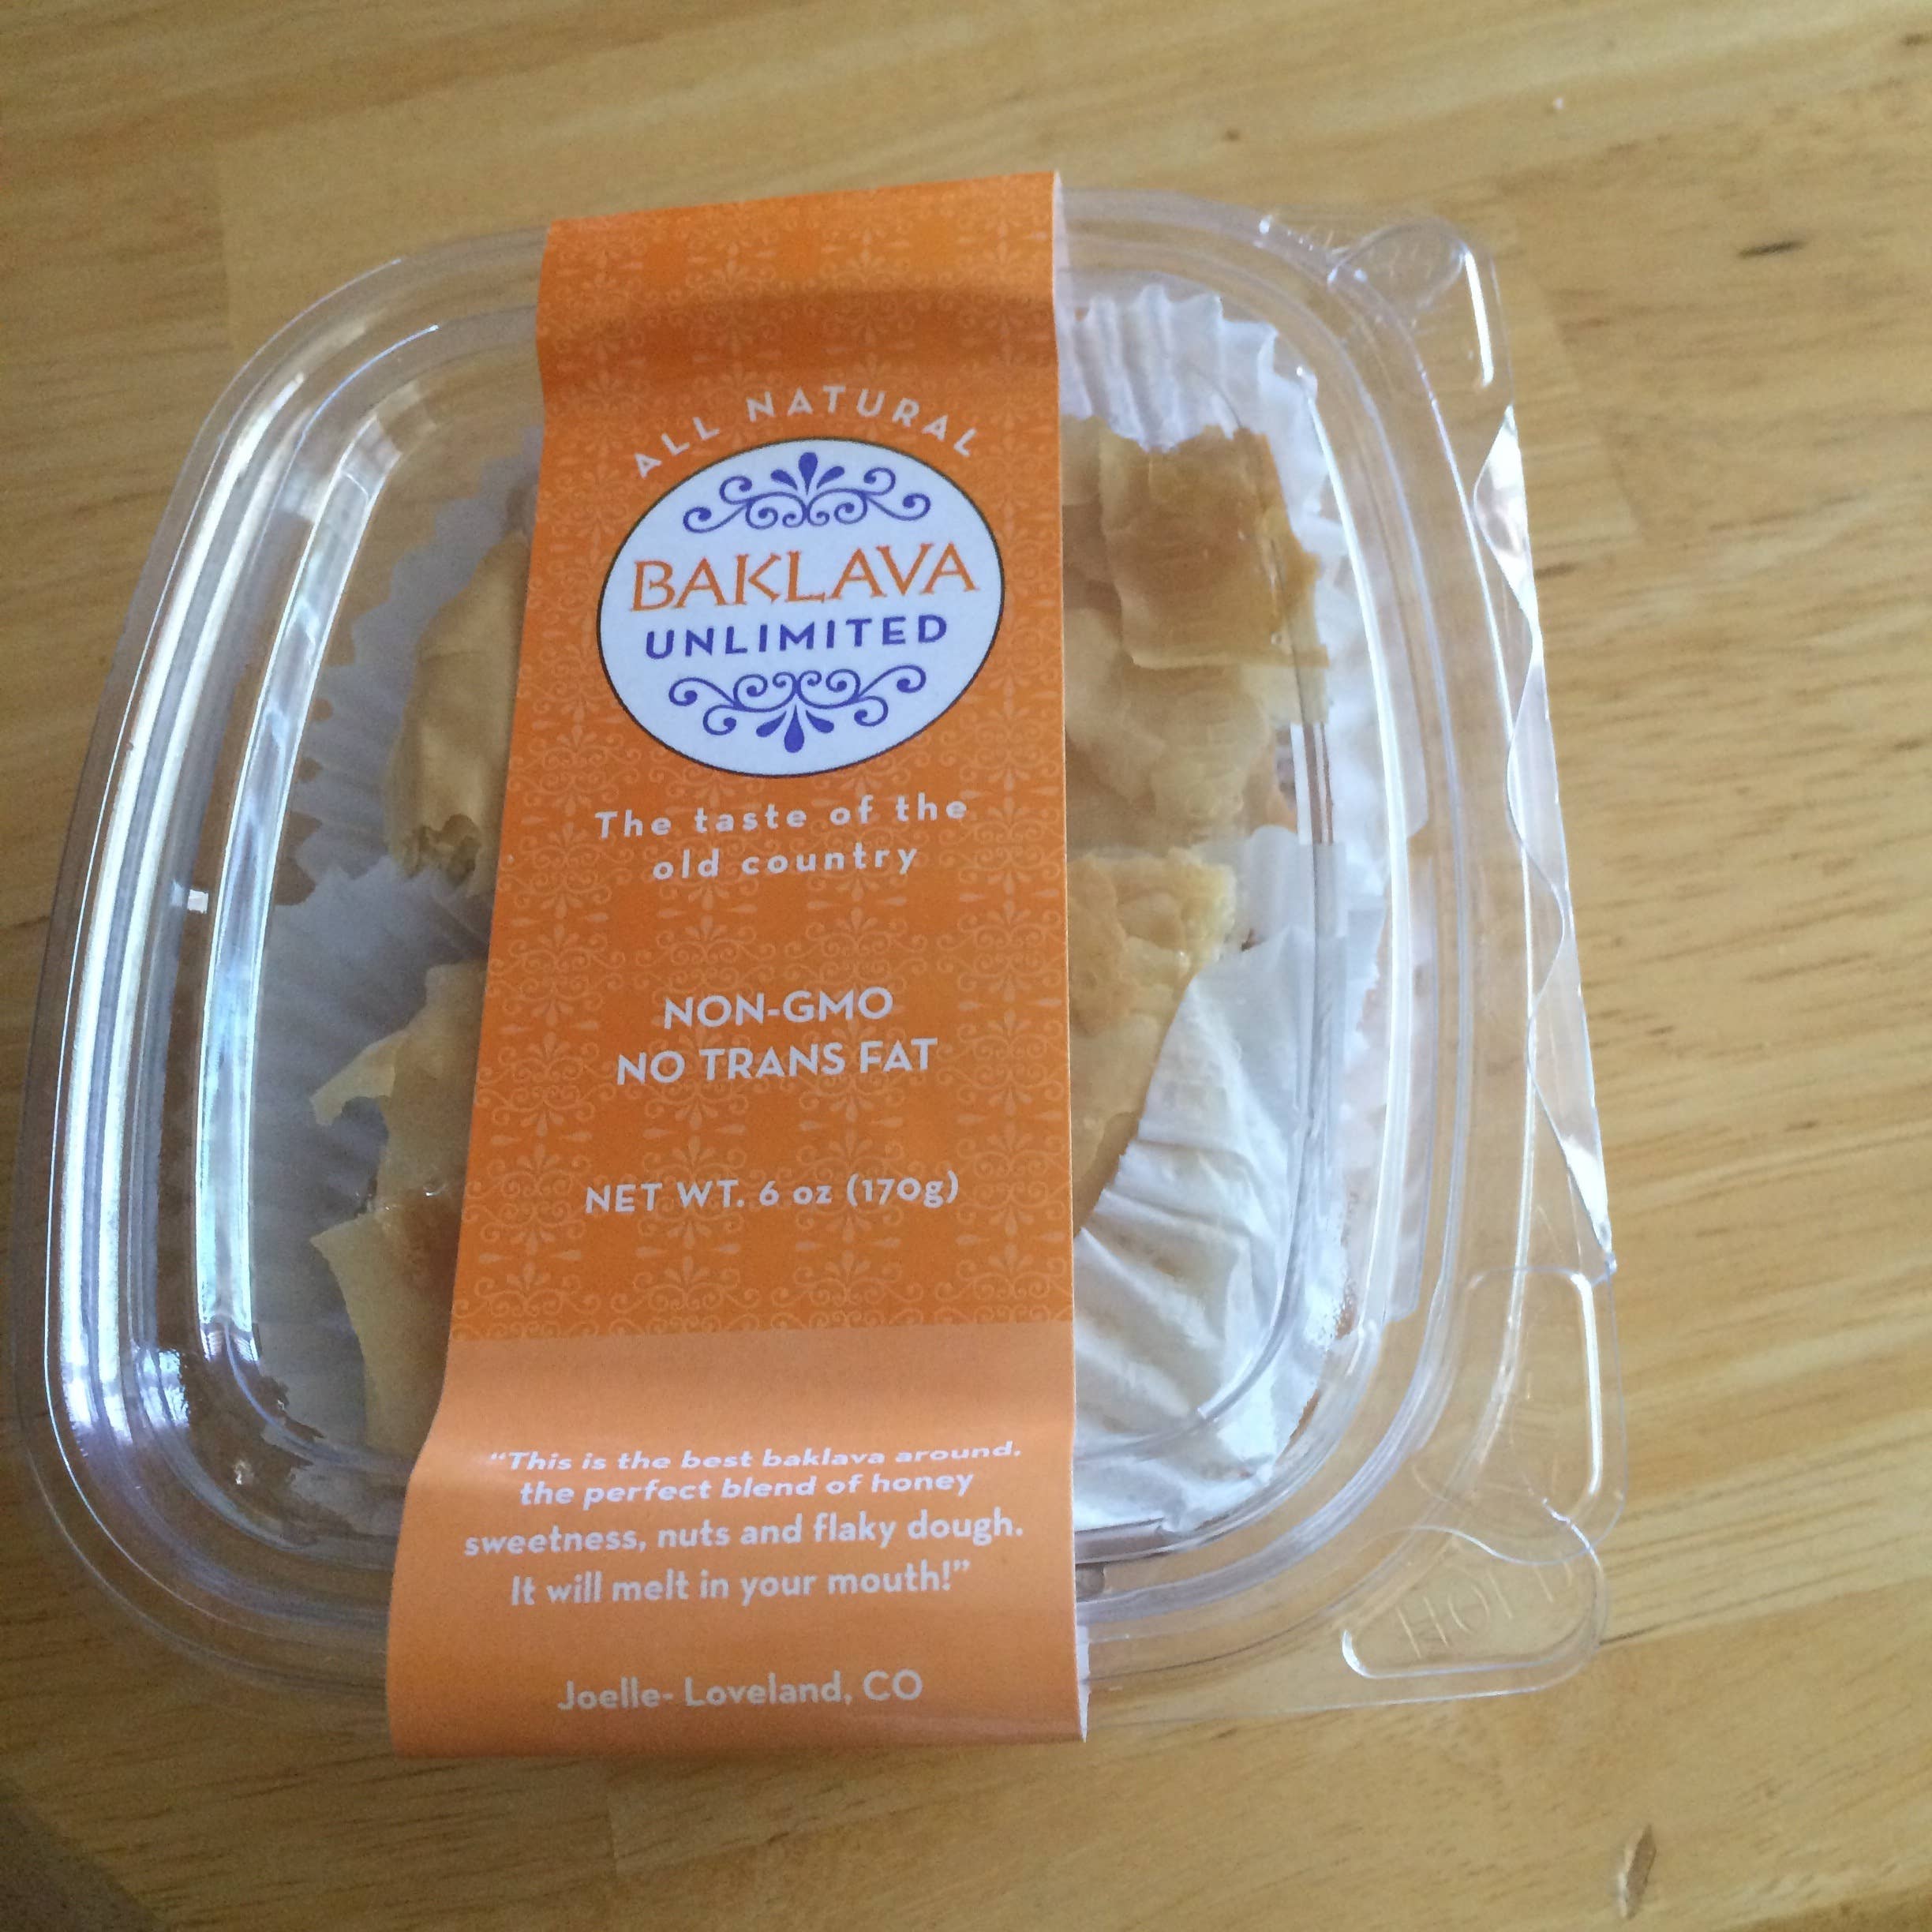 ALL NATURAL
BAKLAVA
UNLIMITED
The taste of the
old country
NON-GMO
NO TRANS FAT
NET WT. 6 oz (170g)
“This is the best baklava around.
the perfect blend of honey
sweetness, nuts and flaky dough.
It will melt in your mouth!”
Joelle- Loveland, CO
HOLD